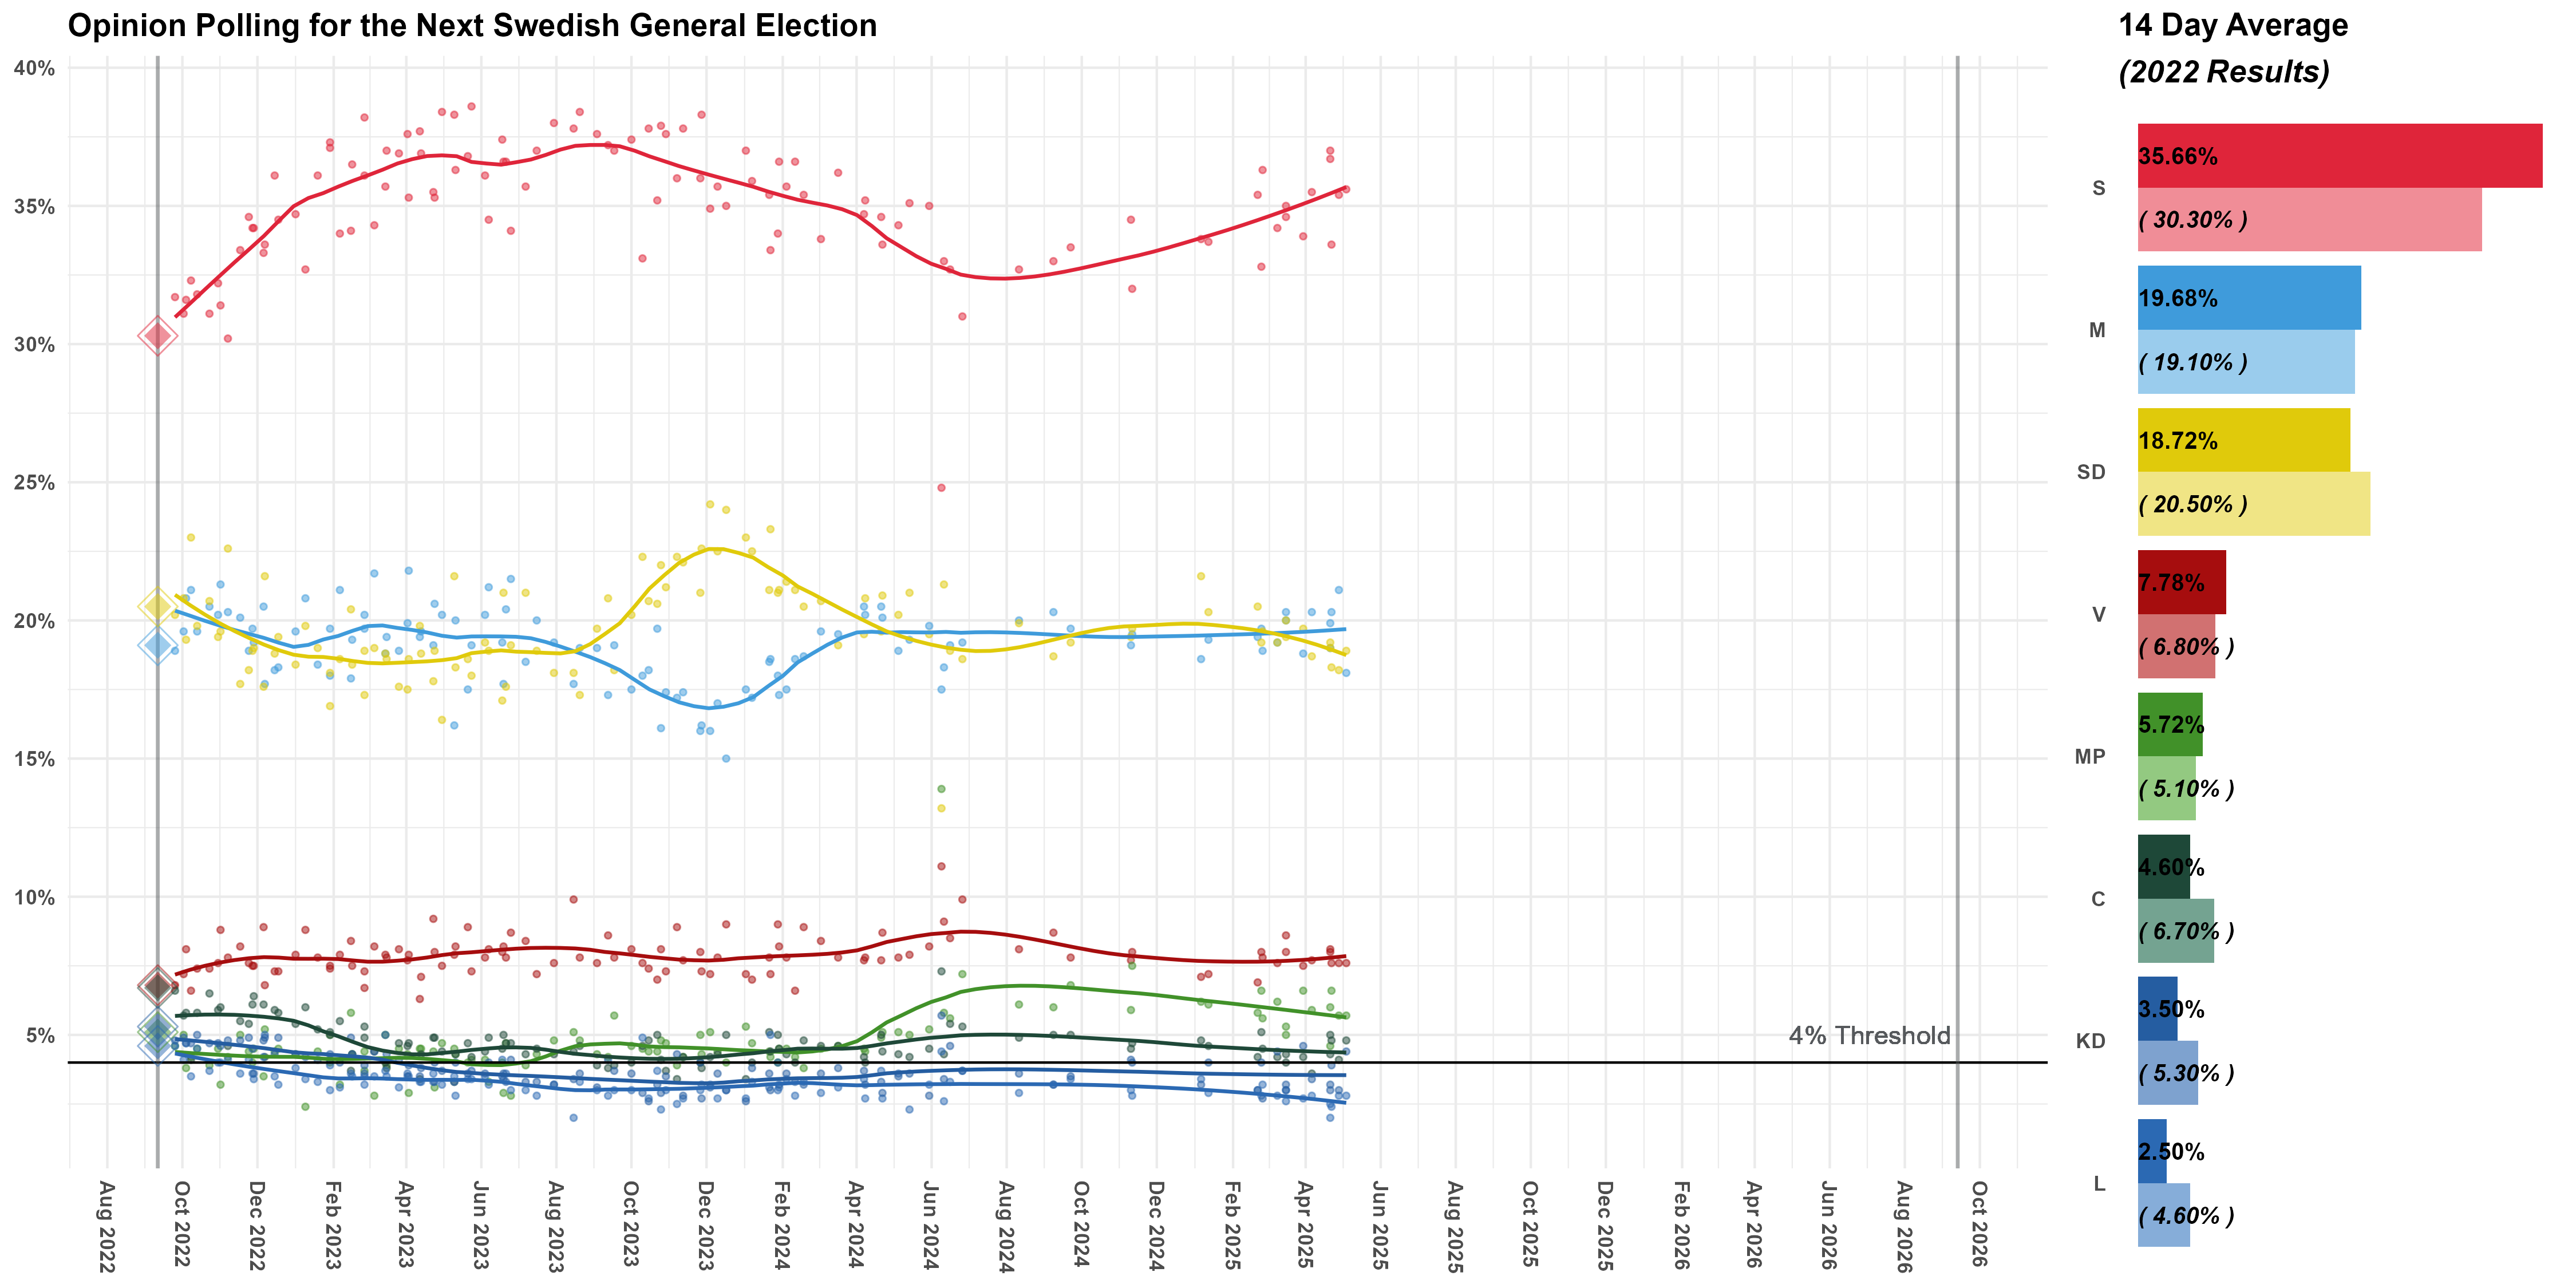 Opinion Polling for the Next Swedish General Election
40%
35%
30%
25%
20%
15%
10%
5%
4% Threshold
Aug 2022
Oct 2022
Dec 2022
Feb 2023
Apr 2023
Jun 2023
Aug 2023
Oct 2023
Dec 2023
Feb 2024
Apr 2024
Jun 2024
Aug 2024
Oct 2024
Dec 2024
Feb 2025
Apr 2025
Jun 2025
Aug 2025
Oct 2025
Dec 2025
Feb 2026
Apr 2026
Jun 2026
Aug 2026
Oct 2026
14 Day Average
(2022 Results)
35.66%
S
( 30.30% )
19.68%
M
( 19.10% )
18.72%
SD
( 20.50% )
7.78%
V
( 6.80% )
5.72%
MP
( 5.10% )
4.60%
C
( 6.70% )
3.50%
KD
( 5.30% )
2.50%
L
( 4.60% )